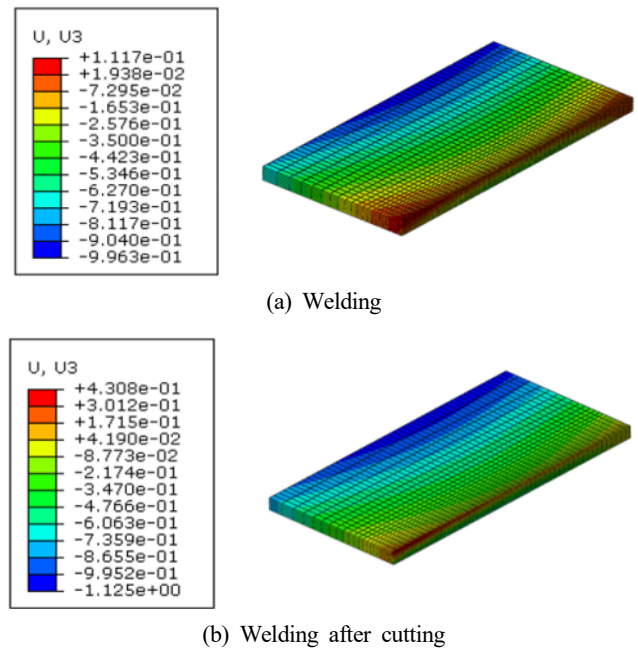 U, U3
+1.117e-01
+1.938e-02
-7.295e-02
-1.653e-01
-2.576e-01
-3.500e-01
-4.423e-01
-5.346e-01
-6.270e-01
-7.193e-01
-8.117e-01
-9.040e-01
-9.963e-01
(a) Welding
U, U3
+4.308e-01
+3.012e-01
+1.715e-01
+4.190e-02
-8.773e-02
-2.174e-01
-3.470e-01
-4.766e-01
-6.063e-01
-7.359e-01
-8.655e-01
-9.952e-01
-1.125e+00
(b) Welding after cutting